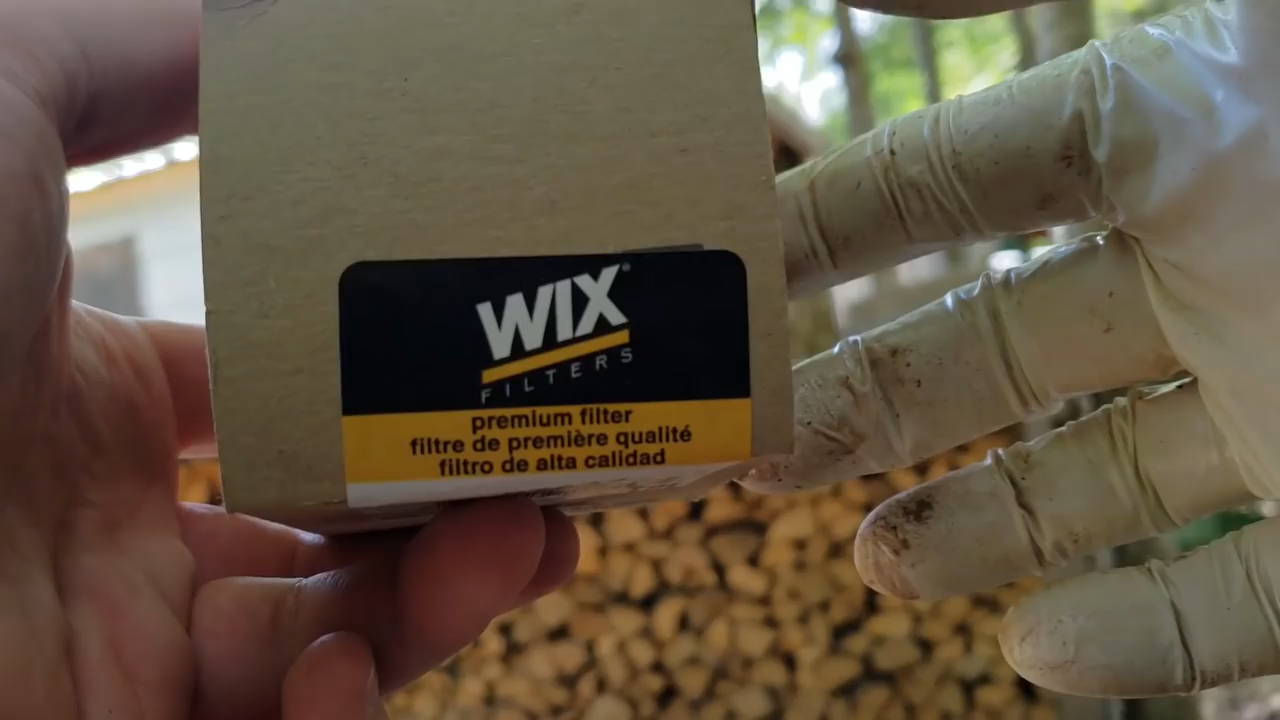 WIX®
FILTERS
premium filter
filtre de première qualité
filtro de alta calidad